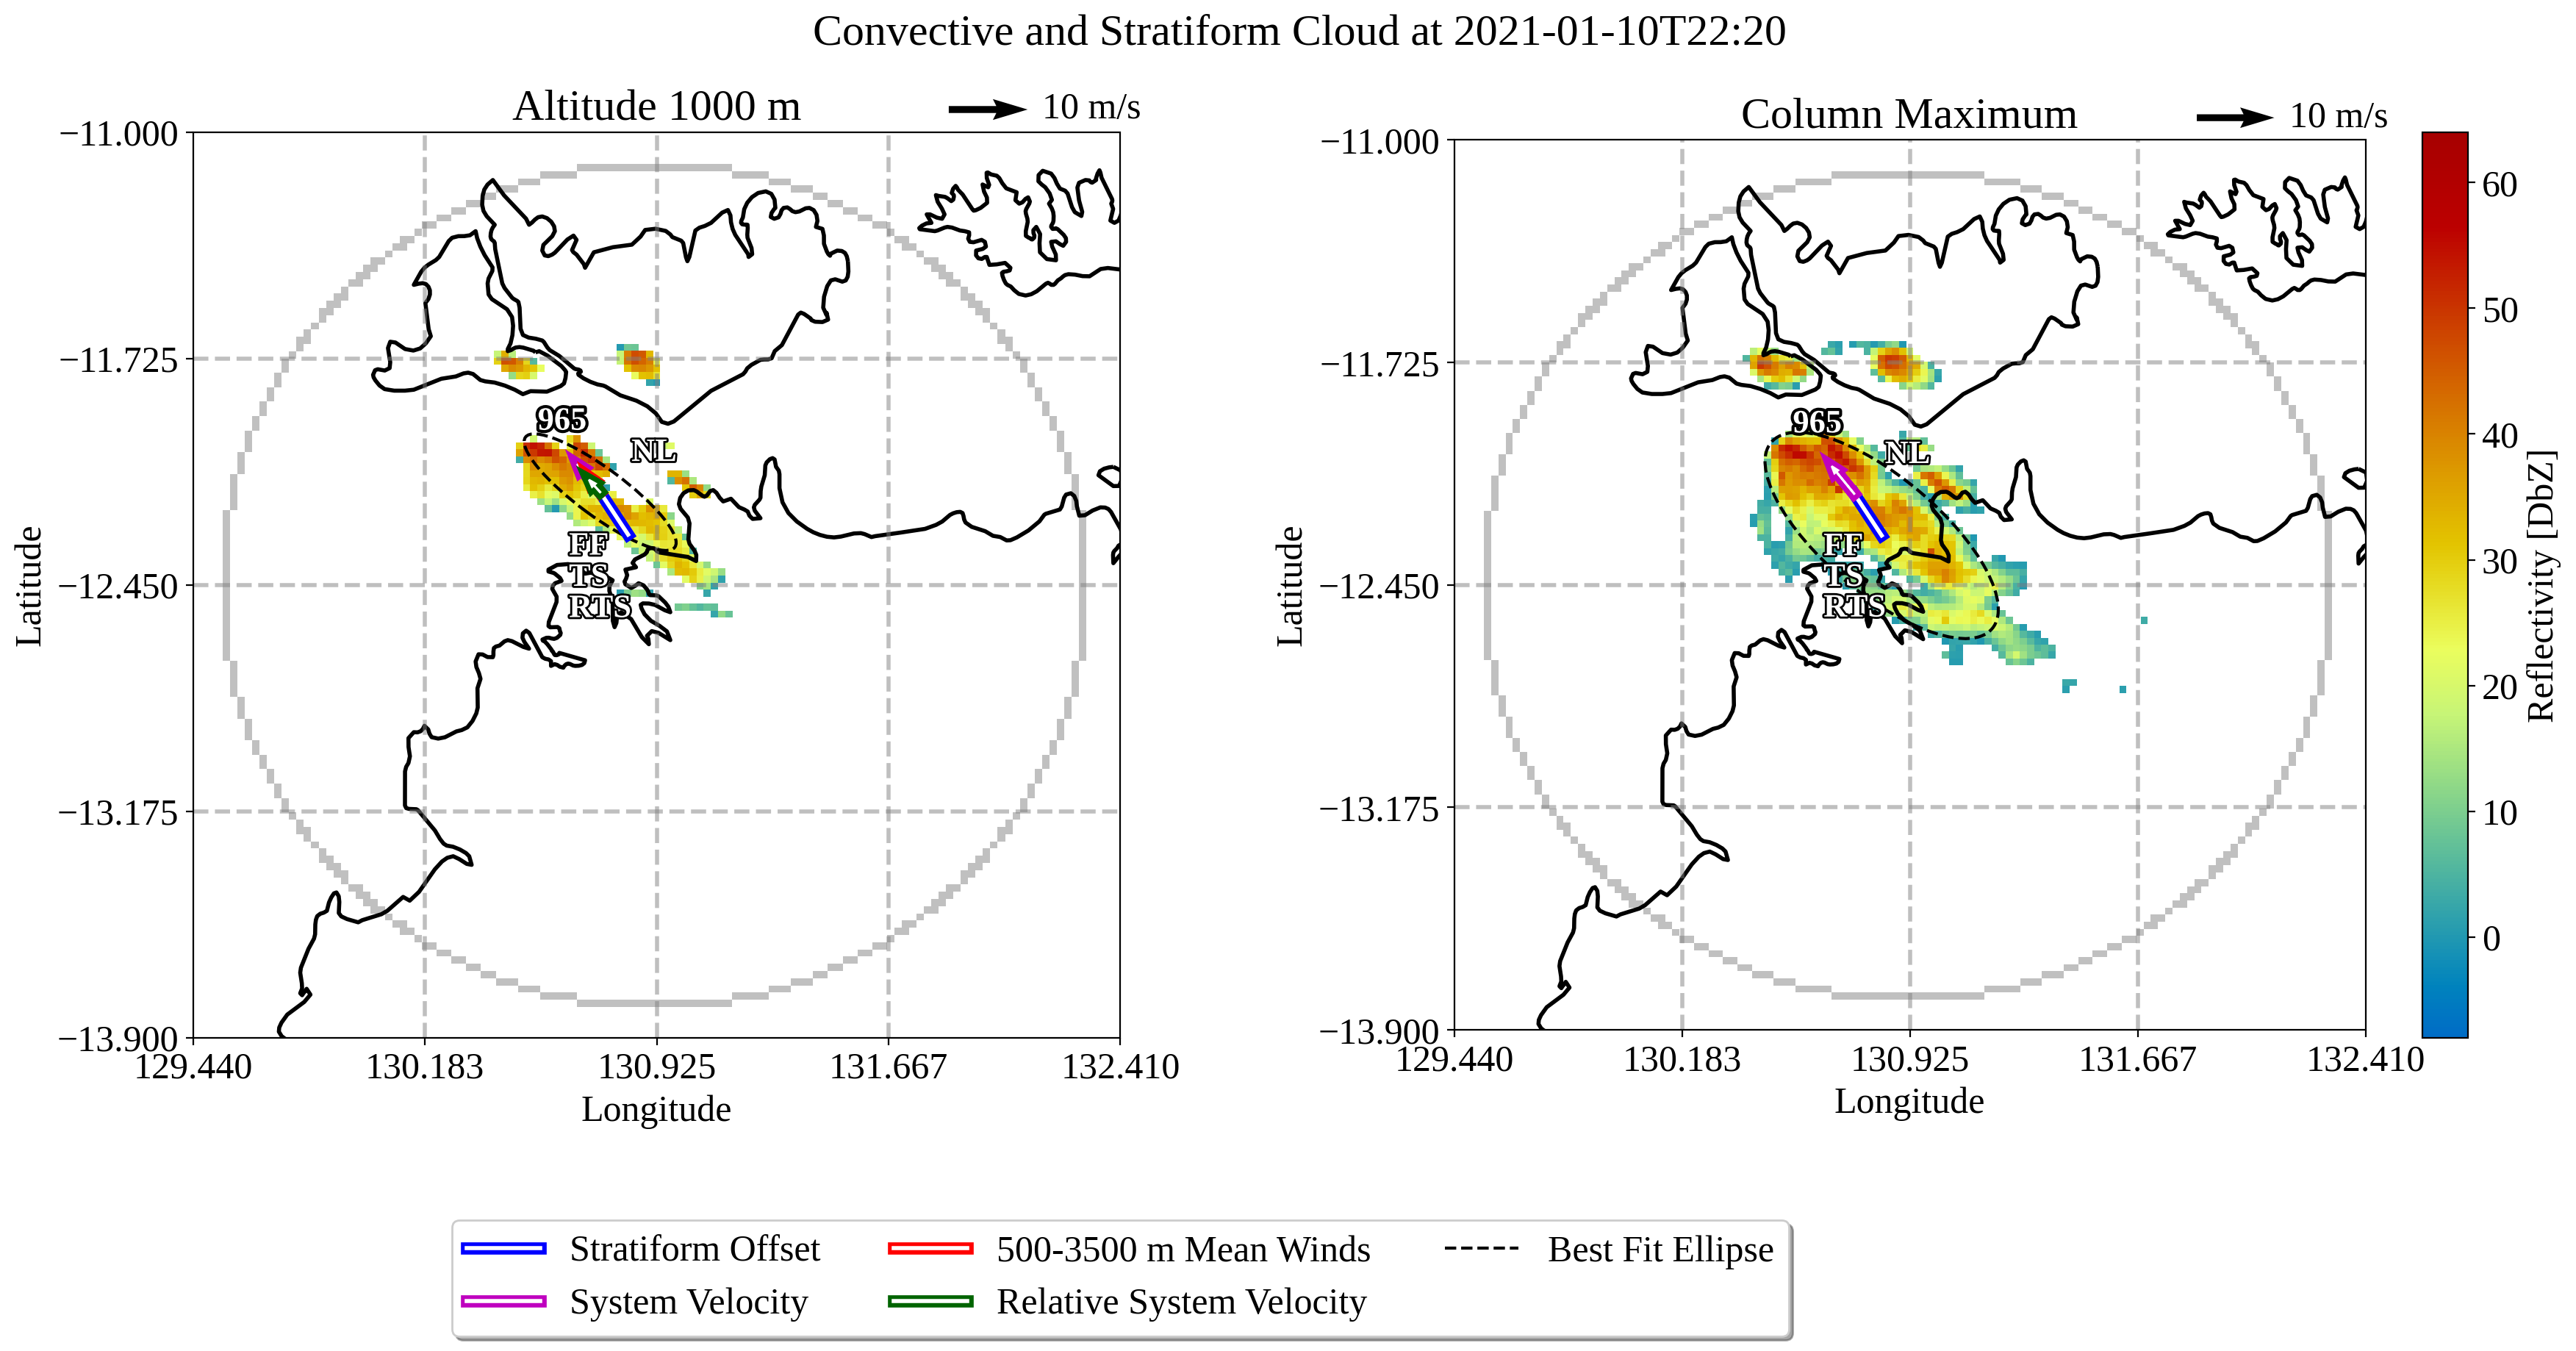 Convective and Stratiform Cloud at 2021-01-10T22:20
Altitude 1000 m
10 m/s
−11.000
−11.725
−12.450
−13.175
−13.900
Latitude
129.440
130.183
130.925
131.667
132.410
Longitude
965
NL
FF
TS
RTS
Column Maximum
10 m/s
−11.000
−11.725
−12.450
−13.175
−13.900
Latitude
129.440
130.183
130.925
131.667
132.410
Longitude
965
NL
FF
TS
RTS
60
50
40
30
20
10
0
Reflectivity [DbZ]
Stratiform Offset
500-3500 m Mean Winds
Best Fit Ellipse
System Velocity
Relative System Velocity